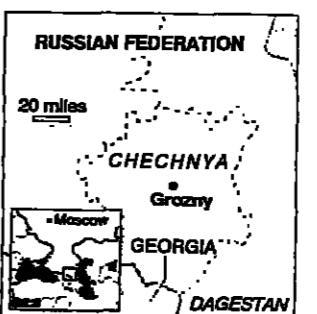 RUSSIAN FEDERATION
20 miles
CHECHNYA
Grozny
Moscow
GEORGIA
DAGESTAN